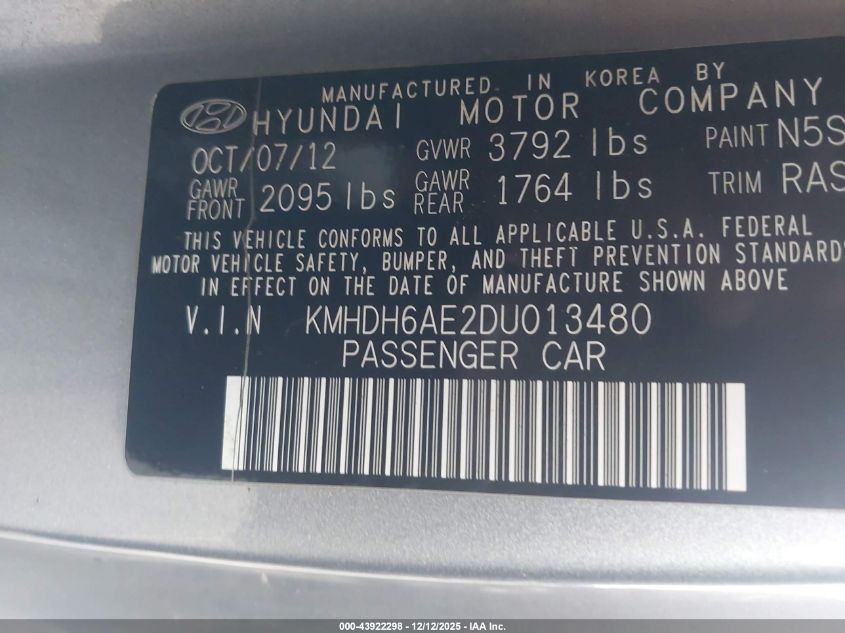 MANUFACTURED IN KOREA BY
HYUNDAI MOTOR COMPANY
OCT/07/12 GVWR 3792 lbs PAINT N5S
GAWR FRONT 2095 lbs GAWR REAR 1764 lbs TRIM RAS
THIS VEHICLE CONFORMS TO ALL APPLICABLE U.S.A. FEDERAL
MOTOR VEHICLE SAFETY, BUMPER, AND THEFT PREVENTION STANDARDS
IN EFFECT ON THE DATE OF MANUFACTURE SHOWN ABOVE
V.I.N KMHDH6AE2DU013480
PASSENGER CAR
000-43922298 - 12/12/2025 - IAA Inc.